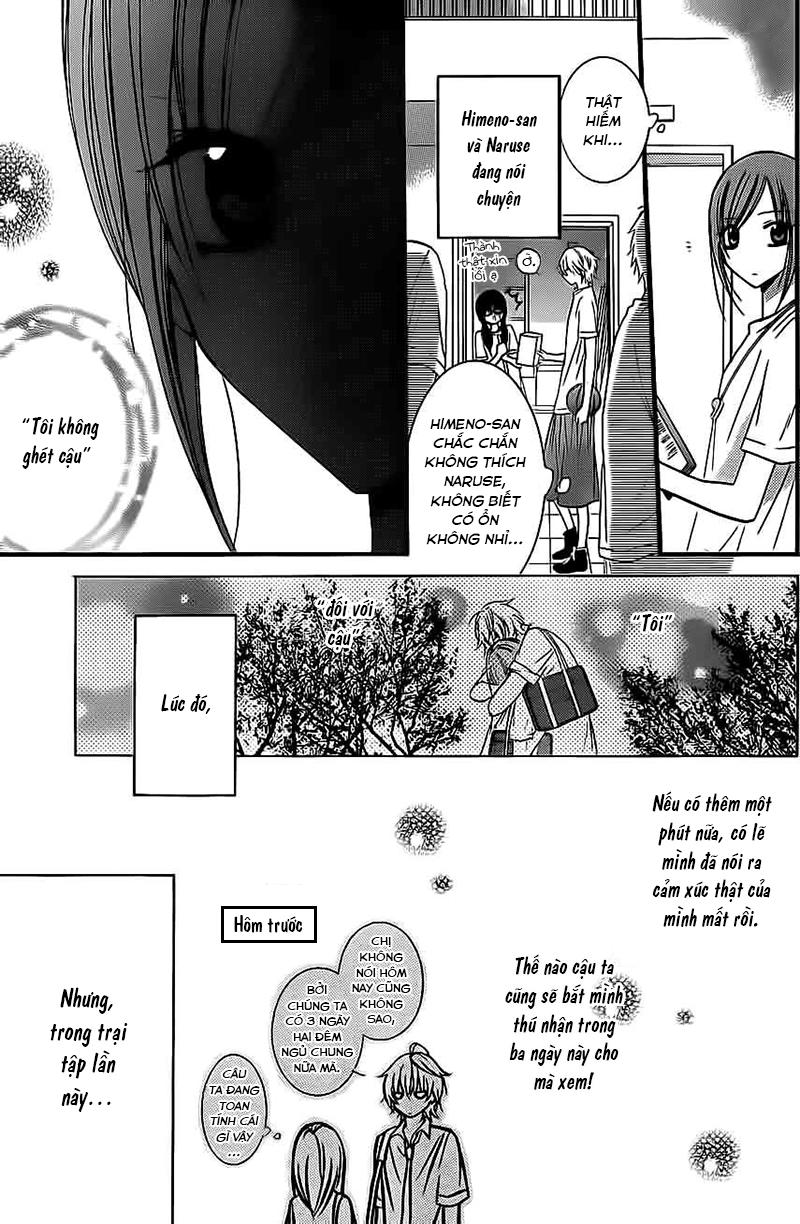 THẬT
HIẾM
KHI...
Himeno-san
và Naruse
đang nói
chuyện
Ờ.
Thành
thật xin
lỗi ạ
HIMENO-SAN
CHẮC CHẮN
KHÔNG THÍCH
NARUSE,
KHÔNG BIẾT
CÓ ỔN
KHÔNG NHỈ...
“Tôi không
ghét cậu”
“Tôi”
“đối với
cậu”
Lúc đó,
Nếu có thêm một
phút nữa, có lẽ
mình đã nói ra
cảm xúc thật của
mình mất rồi.
Thế nào cậu ta
cũng sẽ bắt mình
thú nhận trong
ba ngày này cho
mà xem!
Hôm trước
CHỊ
KHÔNG
NÓI HÔM
NAY CŨNG
KHÔNG
SAO,
BỞI
CHÚNG TA
CÓ 3 NGÀY
HAI ĐÊM
NGỦ CHUNG
NỮA MÀ.
CẬU
TA ĐANG
TOAN
TÍNH CÁI
GÌ VẬY
...
Nhưng,
trong trại
tập lần
này...